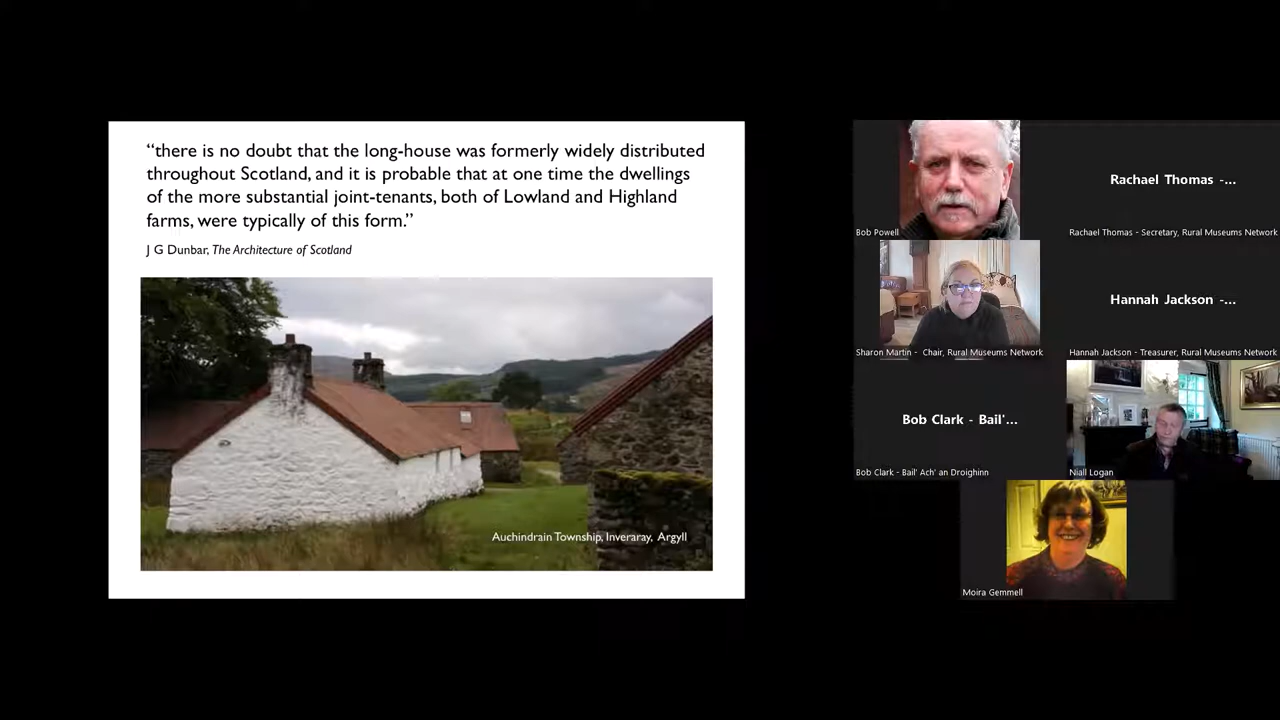 “there is no doubt that the long-house was formerly widely distributed
throughout Scotland, and it is probable that at one time the dwellings
of the more substantial joint-tenants, both of Lowland and Highland
farms, were typically of this form.”
J G Dunbar, The Architecture of Scotland
Auchindrain Township, Inveraray, Argyll
Bob Powell
Rachael Thomas -...
Rachael Thomas - Secretary, Rural Museums Network
Sharon Martin - Chair, Rural Museums Network
Hannah Jackson -...
Hannah Jackson - Treasurer, Rural Museums Network
Bob Clark - Bail'...
Bob Clark - Bail' Ach' an Droighinn
Niall Logan
Moira Gemmell